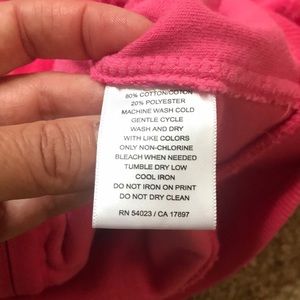 80% COTTON/COTON
20% POLYESTER
MACHINE WASH COLD
GENTLE CYCLE
WASH AND DRY
WITH LIKE COLORS
ONLY NON-CHLORINE
BLEACH WHEN NEEDED
TUMBLE DRY LOW
COOL IRON
DO NOT IRON ON PRINT
DO NOT DRY CLEAN
RN 54023 / CA 17897